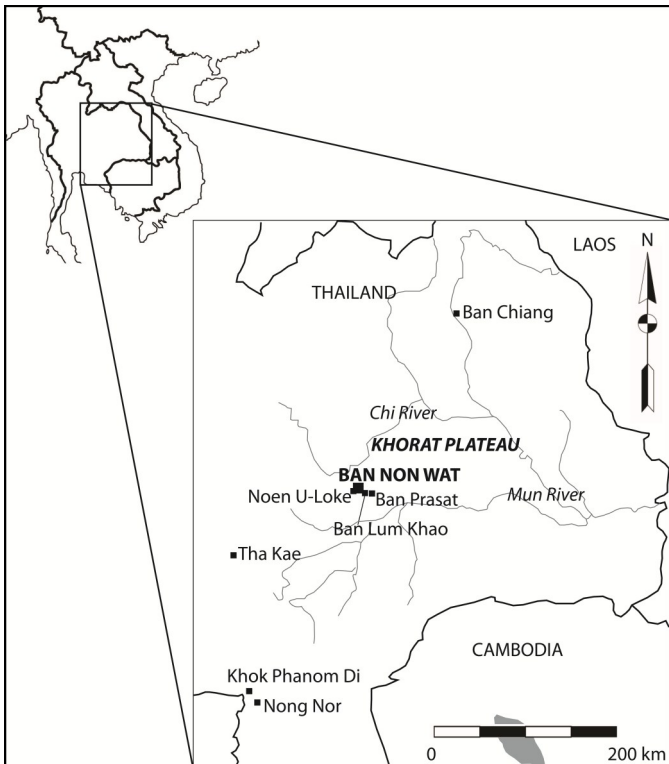 LAOS
N
THAILAND
Ban Chiang
Chi River
KHORAT PLATEAU
BAN NON WAT
Noen U-Loke
Ban Prasat
Mun River
Ban Lum Khao
Tha Kae
CAMBODIA
Khok Phanom Di
Nong Nor
0
200 km